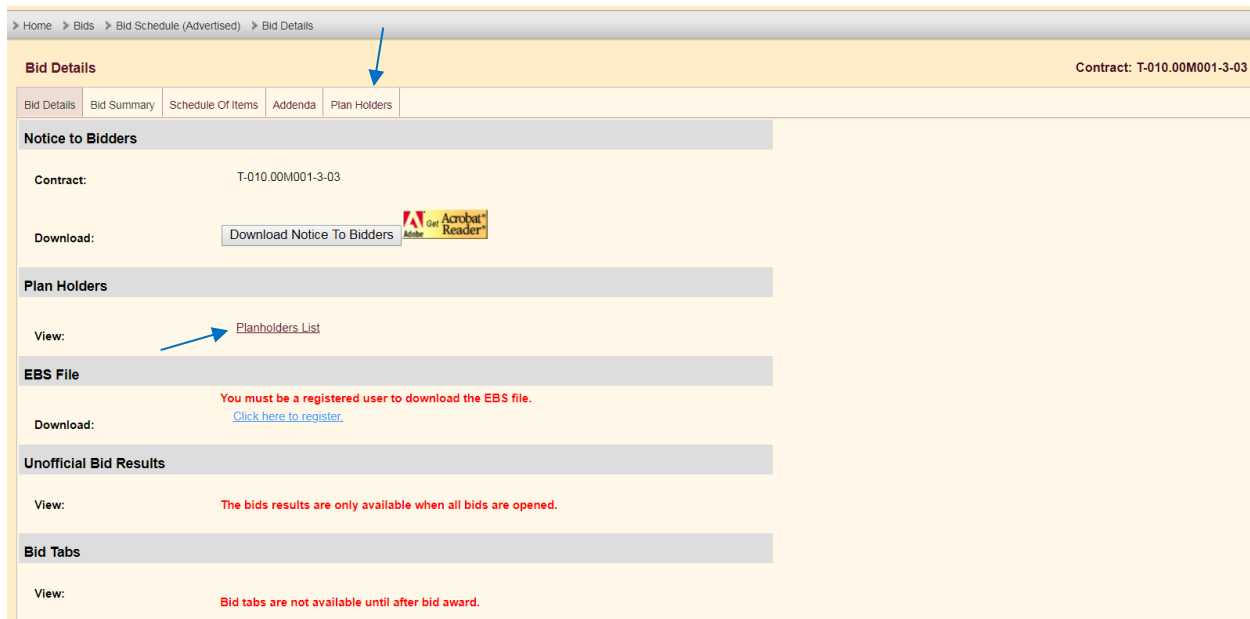 Home Bids Bid Schedule (Advertised) Bid Details
Bid Details Contract: T-010.00M001-3-03
Bid Details Bid Summary Schedule Of Items Addenda Plan Holders
Notice to Bidders
Contract: T-010.00M001-3-03
Download: Download Notice To Bidders Adobe Get Acrobat® Reader®
Plan Holders
View: Planholders List
EBS File
You must be a registered user to download the EBS file.
Click here to register.
Download:
Unofficial Bid Results
View: The bids results are only available when all bids are opened.
Bid Tabs
View: Bid tabs are not available until after bid award.